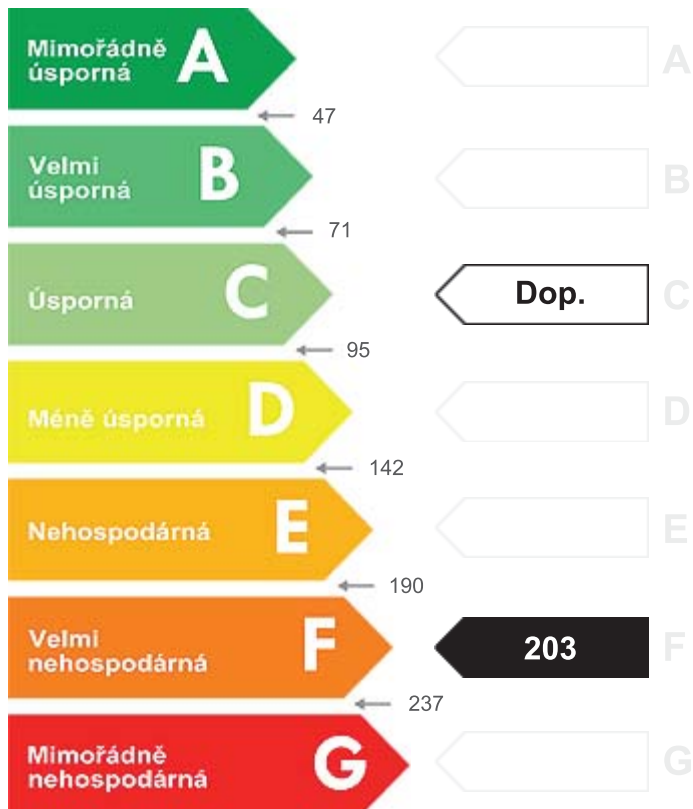 Mimořádně
úsporná
A
A
47
Velmi
úsporná
B
B
71
Úsporná
C
Dop.
C
95
Méně úsporná
D
D
142
Nehospodárná
E
E
190
Velmi
nehospodárná
F
203
F
237
Mimořádně
nehospodárná
G
G